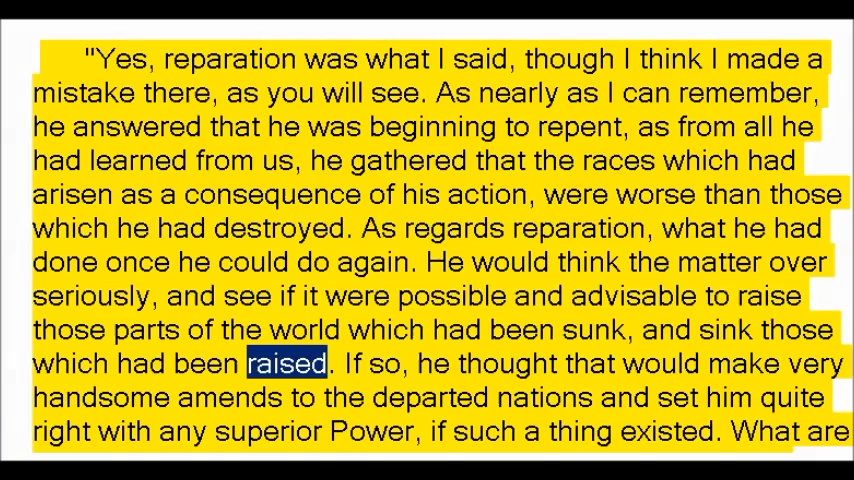 "Yes, reparation was what I said, though I think I made a
mistake there, as you will see. As nearly as I can remember,
he answered that he was beginning to repent, as from all he
had learned from us, he gathered that the races which had
arisen as a consequence of his action, were worse than those
which he had destroyed. As regards reparation, what he had
done once he could do again. He would think the matter over
seriously, and see if it were possible and advisable to raise
those parts of the world which had been sunk, and sink those
which had been raised. If so, he thought that would make very
handsome amends to the departed nations and set him quite
right with any superior Power, if such a thing existed. What are